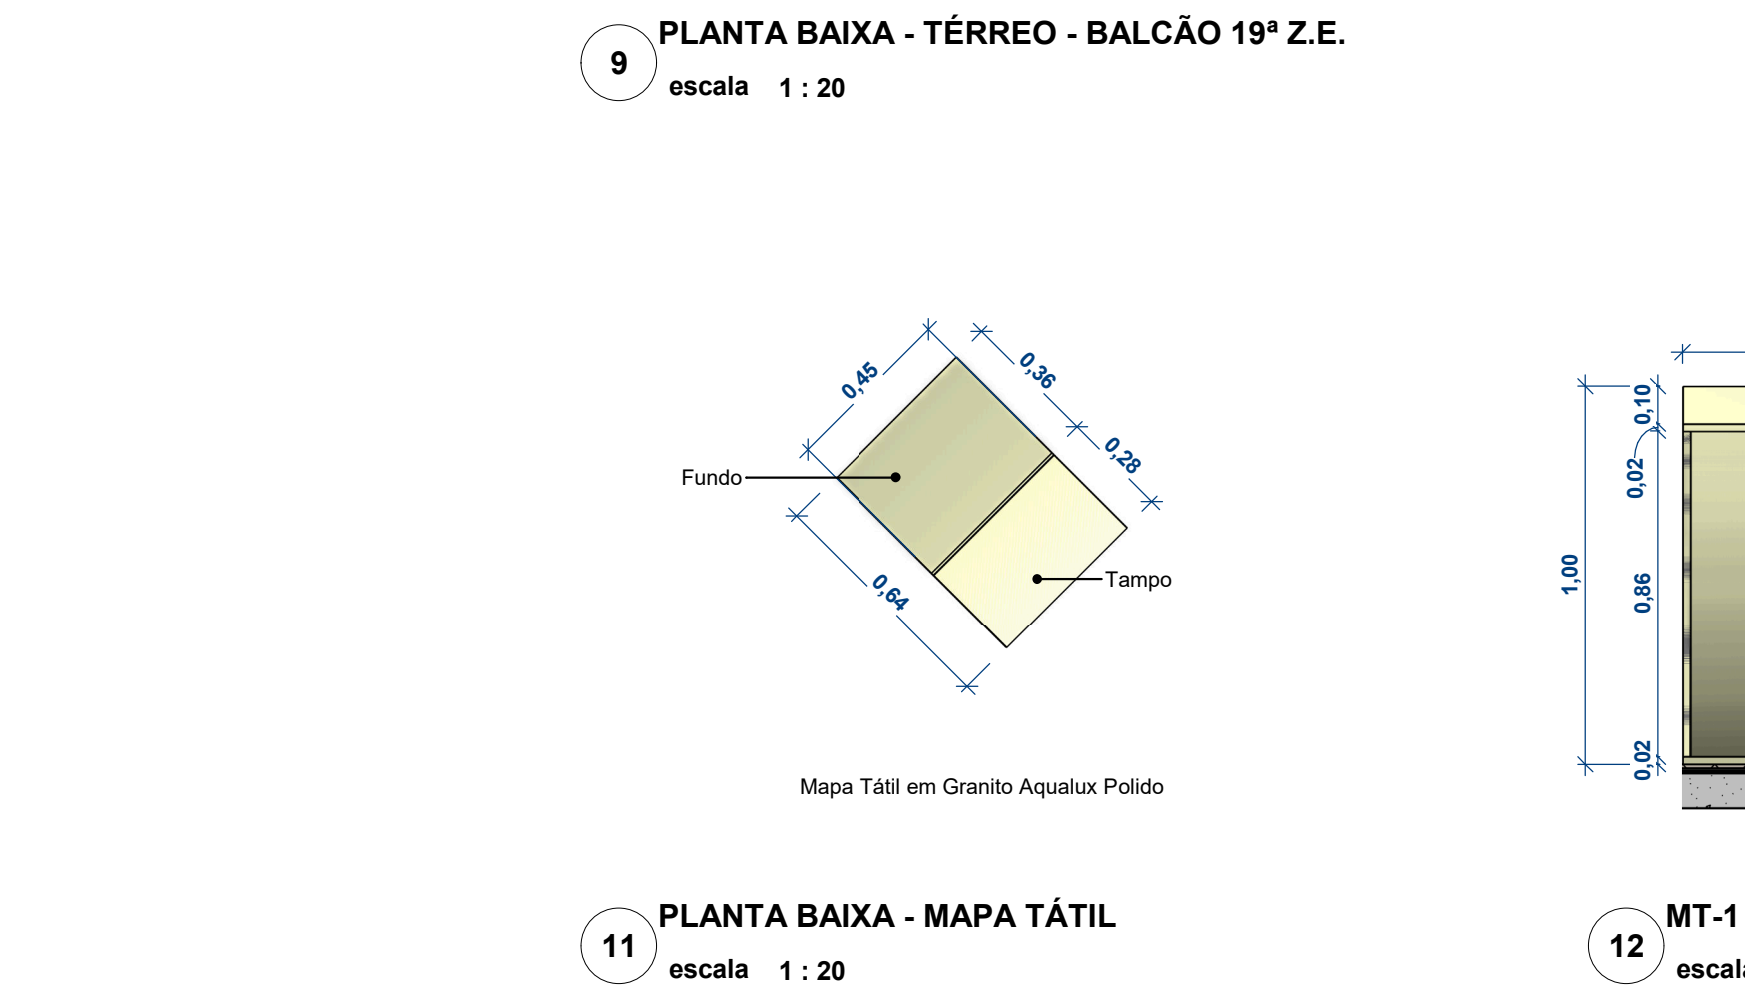 PLANTA BAIXA - TÉRREO - BALCÃO 19ª Z.E.
9
escala 1 : 20
0,45
0,36
0,28
Fundo
0,64
Tampo
Mapa Tátil em Granito Aqualux Polido
0,10
0,02
1,00
0,86
0,02
PLANTA BAIXA - MAPA TÁTIL
11
escala 1 : 20
MT-1
12
escala